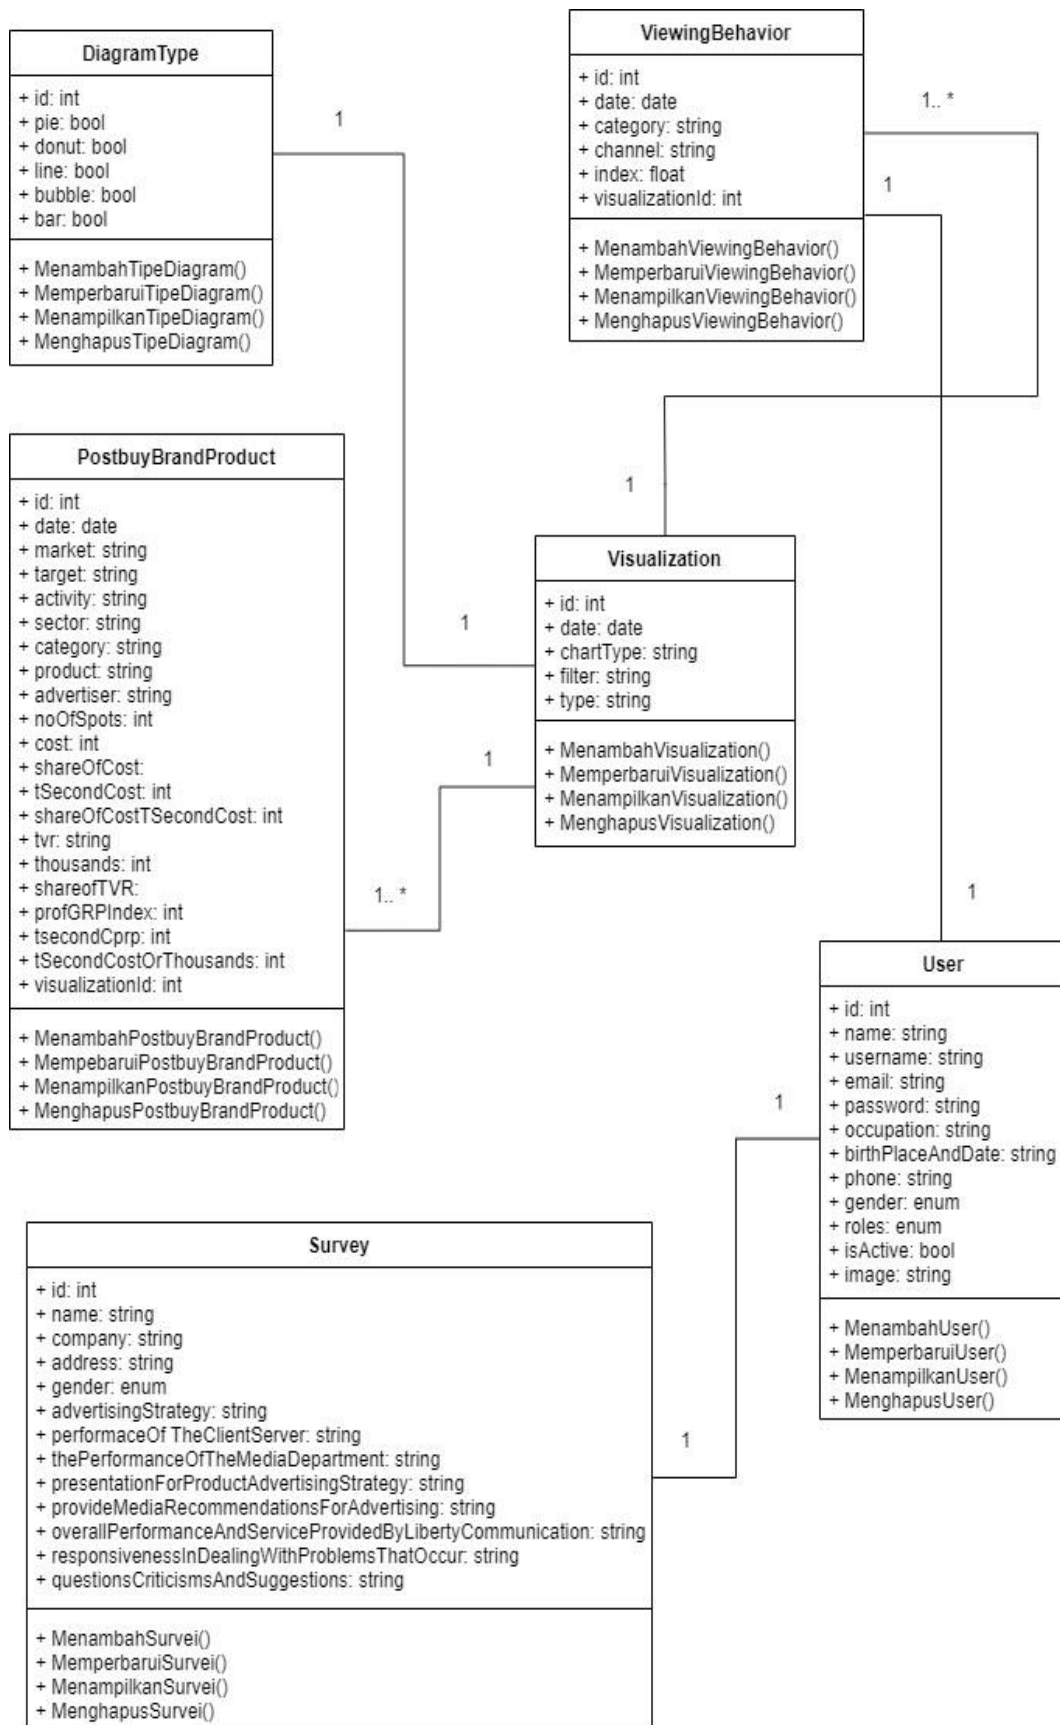 DiagramType
+ id: int
+ pie: bool
+ donut: bool
+ line: bool
+ bubble: bool
+ bar: bool
+ MenambahTipeDiagram()
+ MemperbaruiTipeDiagram()
+ MenampilkanTipeDiagram()
+ MenghapusTipeDiagram()
1
ViewingBehavior
+ id: int
+ date: date
+ category: string
+ channel: string
+ index: float
+ visualizationId: int
+ MenambahViewingBehavior()
+ MemperbaruiViewingBehavior()
+ MenampilkanViewingBehavior()
+ MenghapusViewingBehavior()
1.. *
1
PostbuyBrandProduct
+ id: int
+ date: date
+ market: string
+ target: string
+ activity: string
+ sector: string
+ category: string
+ product: string
+ advertiser: string
+ noOfSpots: int
+ cost: int
+ shareOfCost:
+ tSecondCost: int
+ shareOfCostTSecondCost: int
+ tvr: string
+ thousands: int
+ shareofTVR:
+ profGRPIndex: int
+ tsecondCprp: int
+ tSecondCostOrThousands: int
+ visualizationId: int
+ MenambahPostbuyBrandProduct()
+ MempebaruiPostbuyBrandProduct()
+ MenampilkanPostbuyBrandProduct()
+ MenghapusPostbuyBrandProduct()
1
1
1
1.. *
Visualization
+ id: int
+ date: date
+ chartType: string
+ filter: string
+ type: string
+ MenambahVisualization()
+ MemperbaruiVisualization()
+ MenampilkanVisualization()
+ MenghapusVisualization()
1
User
+ id: int
+ name: string
+ username: string
+ email: string
+ password: string
+ occupation: string
+ birthPlaceAndDate: string
+ phone: string
+ gender: enum
+ roles: enum
+ isActive: bool
+ image: string
+ MenambahUser()
+ MemperbaruiUser()
+ MenampilkanUser()
+ MenghapusUser()
1
Survey
+ id: int
+ name: string
+ company: string
+ address: string
+ gender: enum
+ advertisingStrategy: string
+ performaceOf TheClientServer: string
+ thePerformanceOfTheMediaDepartment: string
+ presentationForProductAdvertisingStrategy: string
+ provideMediaRecommendationsForAdvertising: string
+ overallPerformanceAndServiceProvidedByLibertyCommunication: string
+ responsivenessInDealingWithProblemsThatOccur: string
+ questionsCriticismsAndSuggestions: string
+ MenambahSurvei()
+ MemperbaruiSurvei()
+ MenampilkanSurvei()
+ MenghapusSurvei()
1